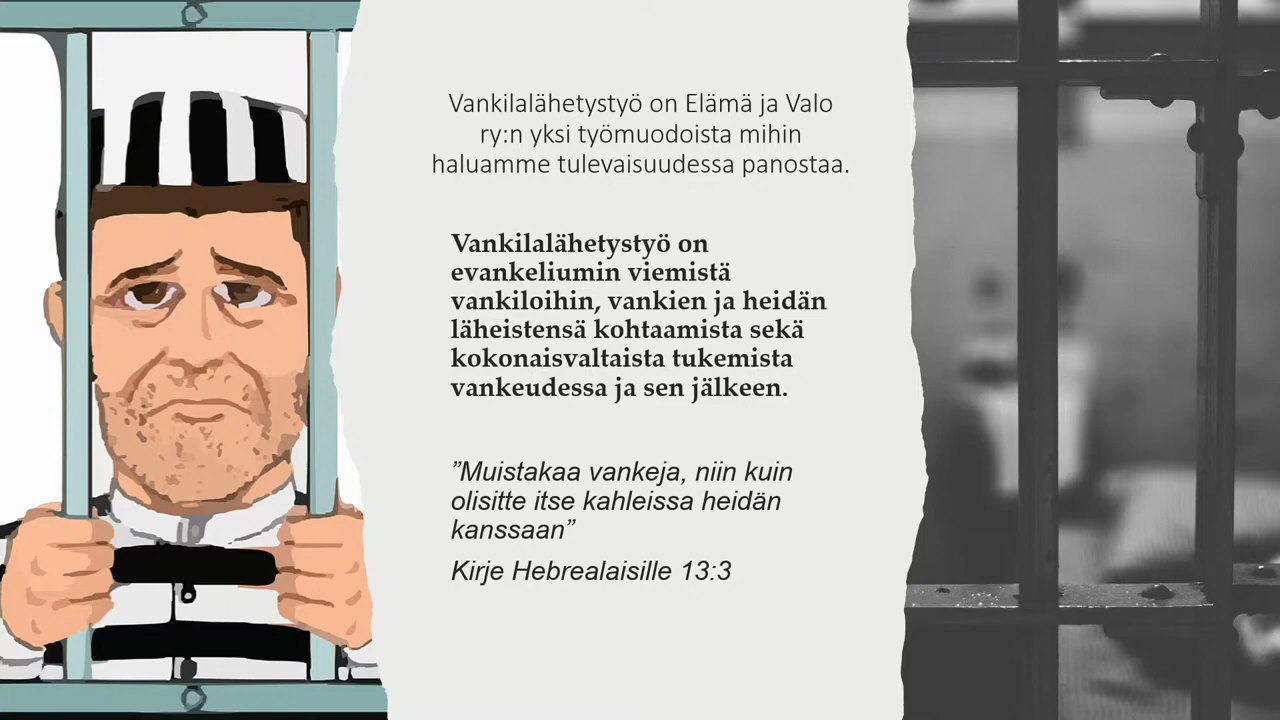 Vankilalähetystyö on Elämä ja Valo
ry:n yksi työmuodoista mihin
haluamme tulevaisuudessa panostaa.
Vankilalähetystyö on
evankeliumin viemistä
vankiloihin, vankien ja heidän
läheistensä kohtaamista sekä
kokonaisvaltaista tukemista
vankeudessa ja sen jälkeen.
”Muistakaa vankeja, niin kuin
olisitte itse kahleissa heidän
kanssaan”
Kirje Hebrealaisille 13:3